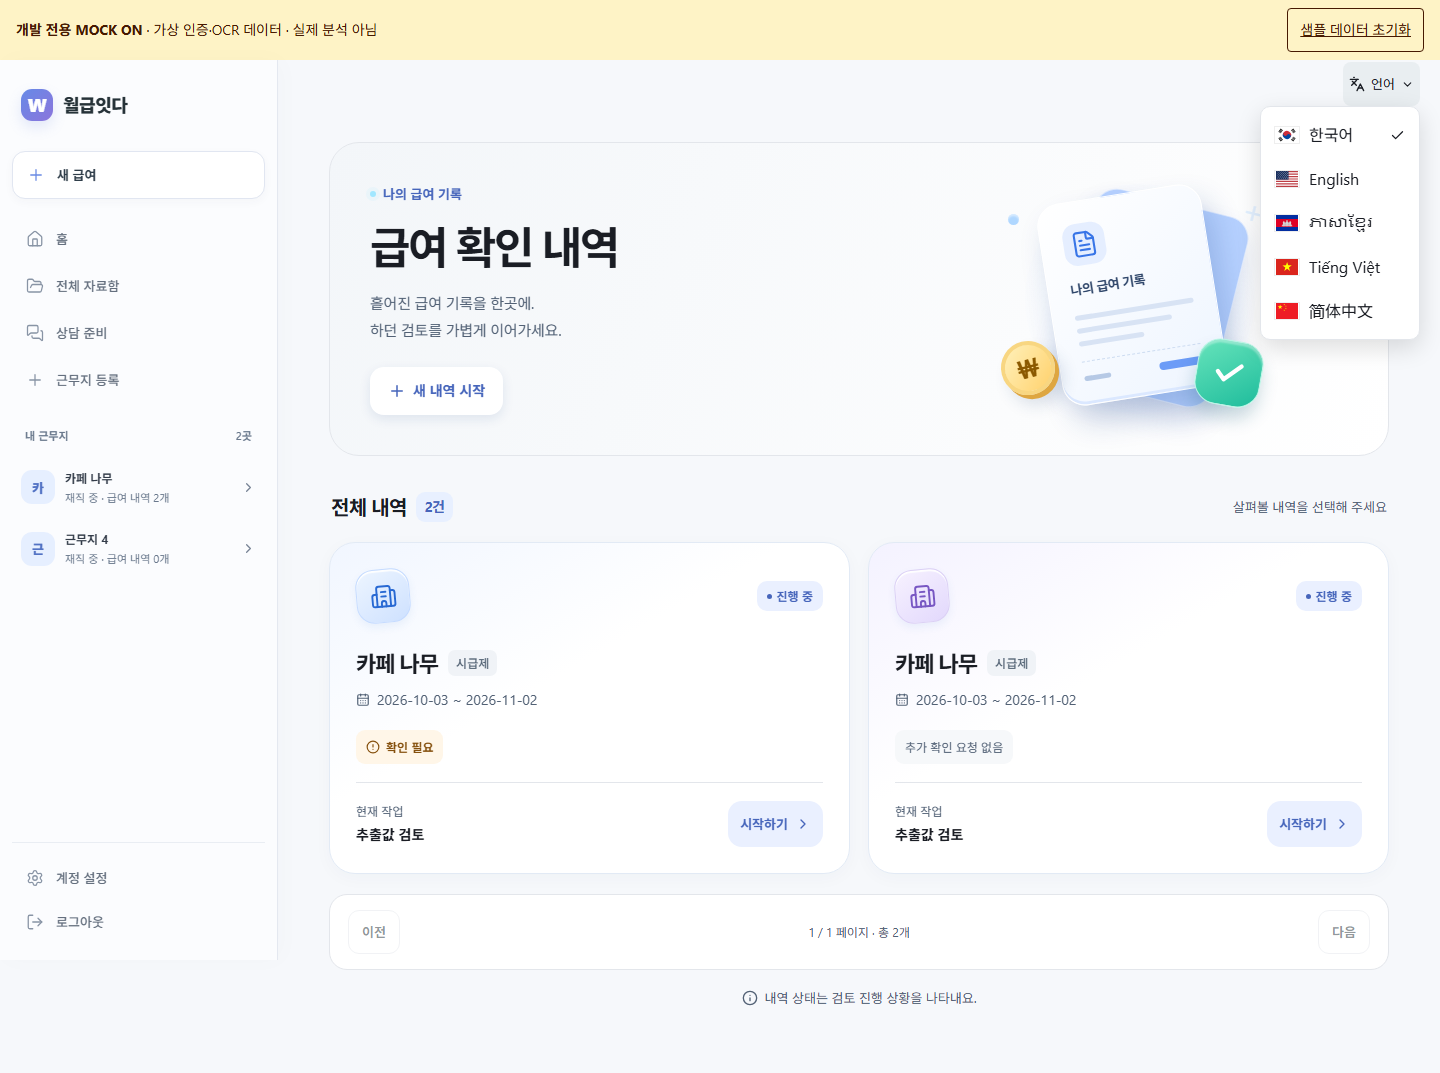 개발 전용 MOCK ON · 가상 인증·OCR 데이터 · 실제 분석 아님
샘플 데이터 초기화
W 월급잇다
새 급여
홈
전체 자료함
상담 준비
근무지 등록
내 근무지 2곳
카 카페 나무
재직 중 · 급여 내역 2개
근 근무지 4
재직 중 · 급여 내역 0개
계정 설정
로그아웃
언어
한국어
English
ភាសាខ្មែរ
Tiếng Việt
简体中文
나의 급여 기록
급여 확인 내역
흩어진 급여 기록을 한곳에.
하던 검토를 가볍게 이어가세요.
새 내역 시작
나의 급여 기록
₩
전체 내역 2건
살펴볼 내역을 선택해 주세요
진행 중
카페 나무 시급제
2026-10-03 ~ 2026-11-02
확인 필요
현재 작업
추출값 검토
시작하기
진행 중
카페 나무 시급제
2026-10-03 ~ 2026-11-02
추가 확인 요청 없음
현재 작업
추출값 검토
시작하기
이전
1 / 1 페이지 · 총 2개
다음
내역 상태는 검토 진행 상황을 나타내요.